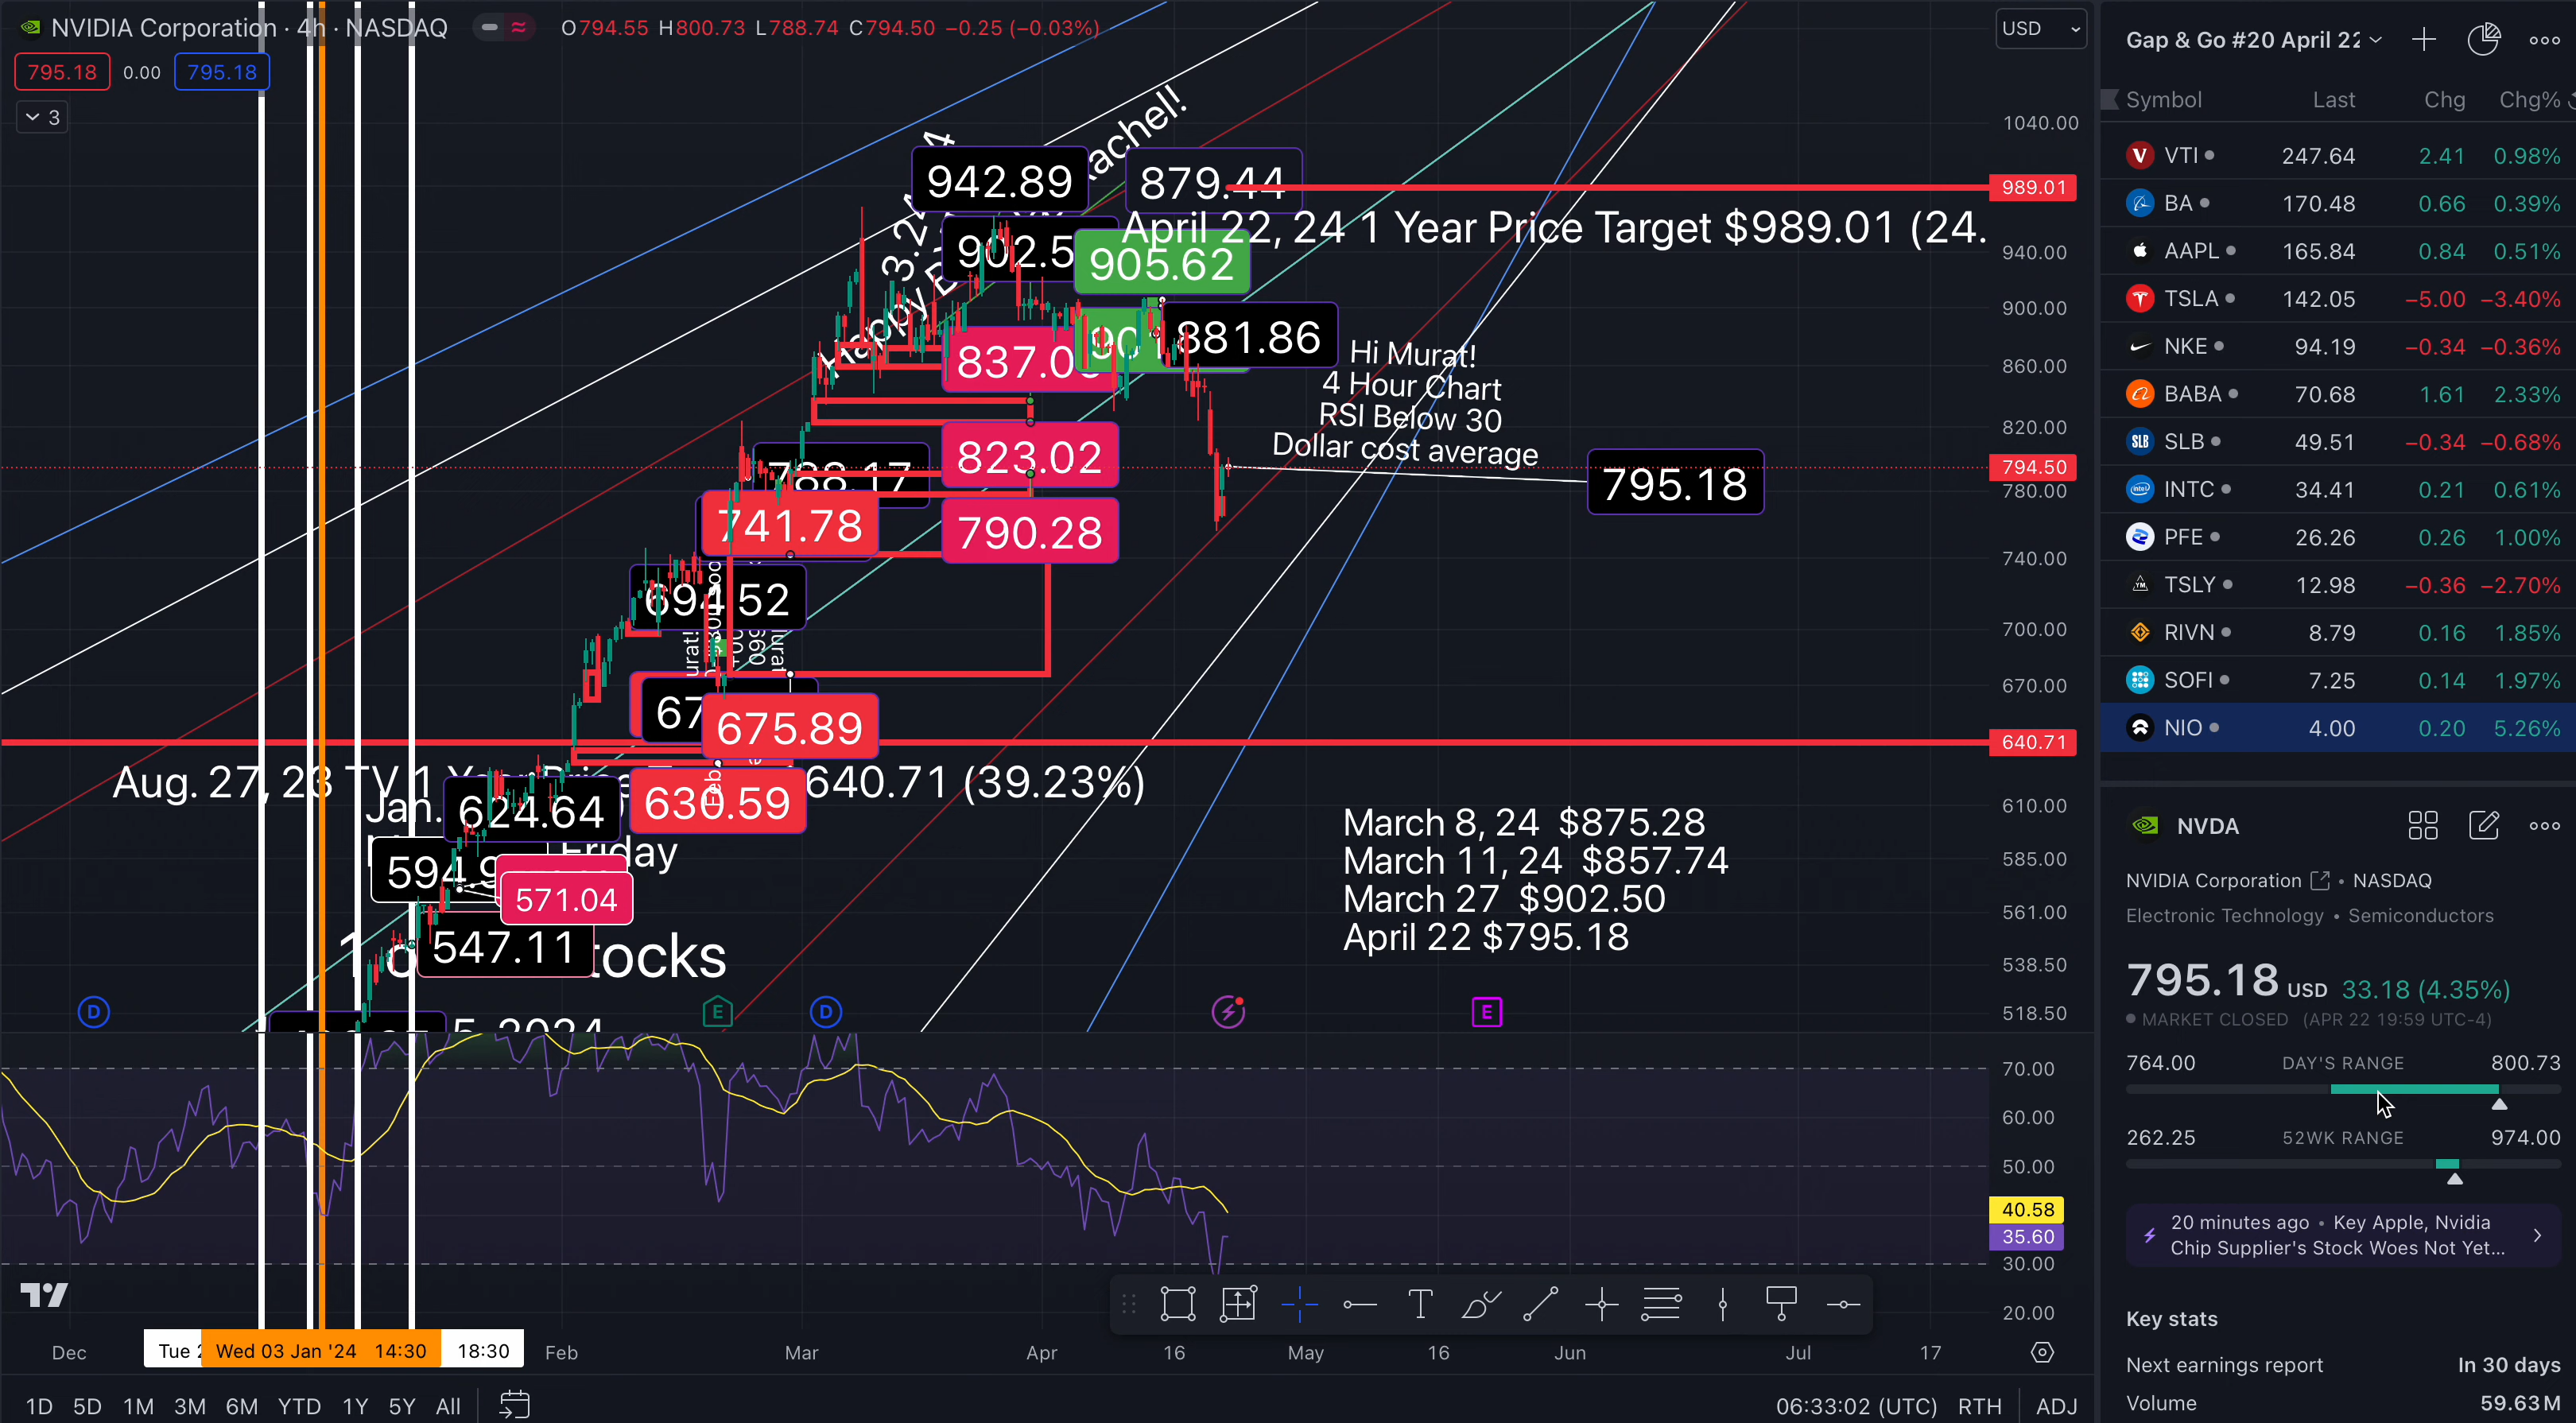 NVIDIA Corporation · 4h · NASDAQ
O794.55 H800.73 L788.74 C794.50 −0.25 (−0.03%)
USD
795.18 0.00 795.18
3
1040.00
989.01
940.00
900.00
860.00
820.00
794.50
780.00
740.00
700.00
670.00
640.71
610.00
585.00
561.00
538.50
518.50
942.89
879.44
April 22, 24 1 Year Price Target $989.01 (24.
905.62
881.86
837.0
823.02
790.28
788.17
741.78
675.89
630.59
624.64
571.04
547.11
Hi Murat!
4 Hour Chart
RSI Below 30
Dollar cost average
795.18
640.71 (39.23%)
Aug. 27, 23 TV 1
Jan.
Friday
tocks
March 8, 24 $875.28
March 11, 24 $857.74
March 27 $902.50
April 22 $795.18
D
E
D
E
70.00
60.00
50.00
40.58
35.60
30.00
20.00
Dec
Tue
Wed 03 Jan '24 14:30
18:30
Feb
Mar
Apr
16
May
16
Jun
Jul
17
1D 5D 1M 3M 6M YTD 1Y 5Y All
06:33:02 (UTC) RTH ADJ
Gap & Go #20 April 22
Symbol Last Chg Chg%
VTI 247.64 2.41 0.98%
BA 170.48 0.66 0.39%
AAPL 165.84 0.84 0.51%
TSLA 142.05 −5.00 −3.40%
NKE 94.19 −0.34 −0.36%
BABA 70.68 1.61 2.33%
SLB 49.51 −0.34 −0.68%
INTC 34.41 0.21 0.61%
PFE 26.26 0.26 1.00%
TSLY 12.98 −0.36 −2.70%
RIVN 8.79 0.16 1.85%
SOFI 7.25 0.14 1.97%
NIO 4.00 0.20 5.26%
NVDA
NVIDIA Corporation • NASDAQ
Electronic Technology • Semiconductors
795.18 USD 33.18 (4.35%)
MARKET CLOSED (APR 22 19:59 UTC-4)
764.00 DAY'S RANGE 800.73
262.25 52WK RANGE 974.00
20 minutes ago • Key Apple, Nvidia
Chip Supplier's Stock Woes Not Yet...
Key stats
Next earnings report In 30 days
Volume 59.63M